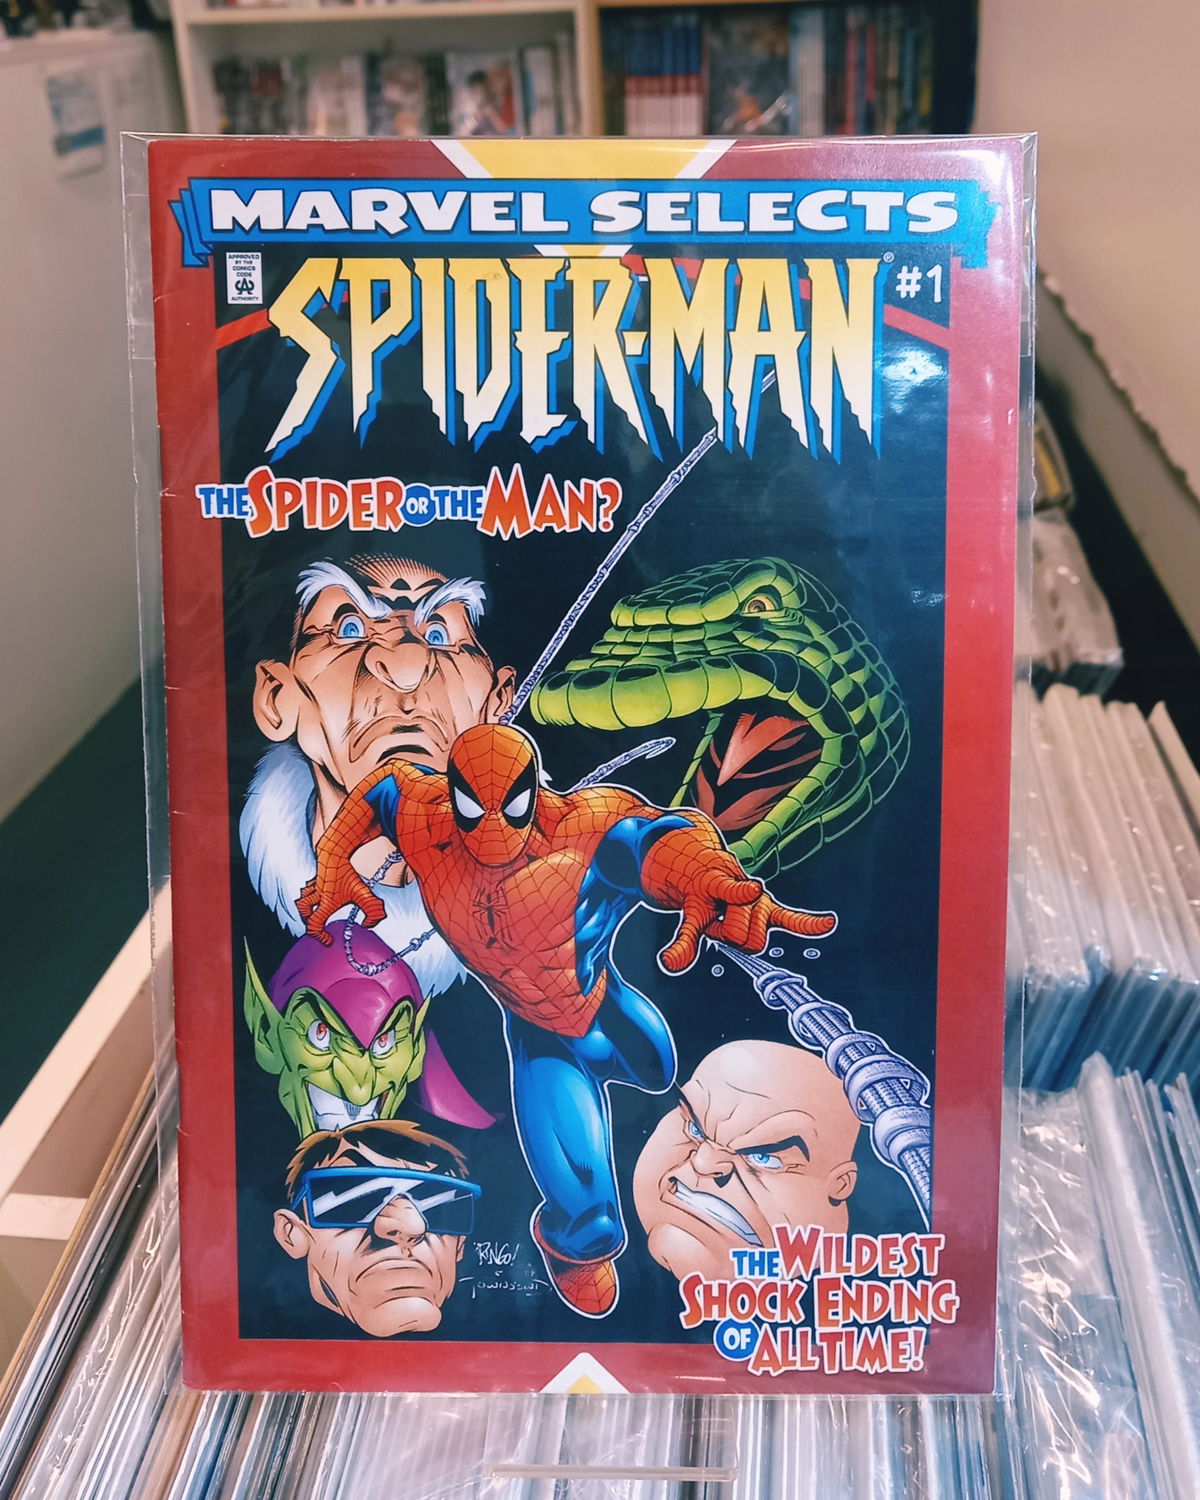 MARVEL SELECTS
APPROVED
BY THE
COMICS
CODE
AUTHORITY
SPIDER-MAN®
#1
THE SPIDER OR THE MAN?
'RINGO!
THE WILDEST
SHOCK ENDING
OF ALL TIME!